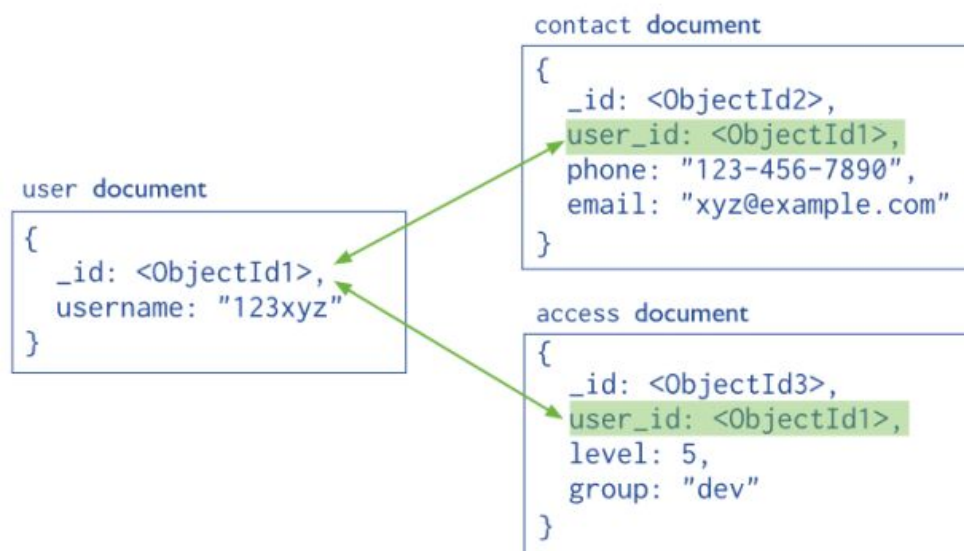 contact document
{
_id: <ObjectId2>,
user_id: <ObjectId1>,
phone: "123-456-7890",
email: "xyz@example.com"
}
user document
{
_id: <ObjectId1>,
username: "123xyz"
}
access document
{
_id: <ObjectId3>,
user_id: <ObjectId1>,
level: 5,
group: "dev"
}